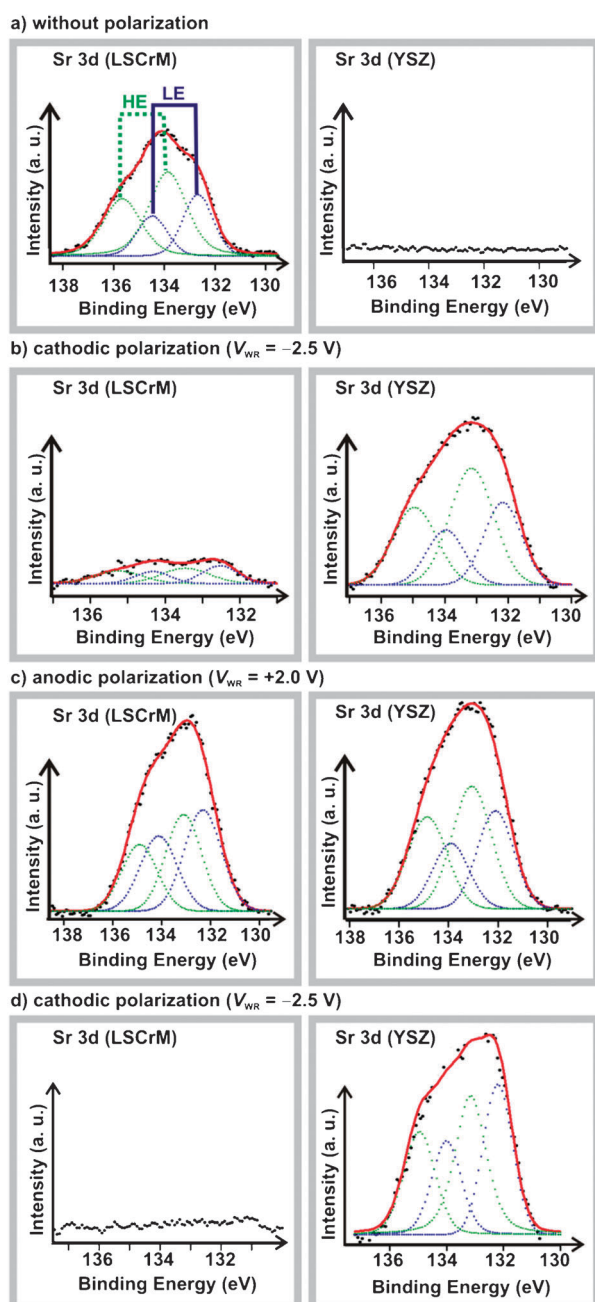 a) without polarization
Sr 3d (LSCrM)
HE
LE
Intensity (a. u.)
138 136 134 132 130
Binding Energy (eV)
Sr 3d (YSZ)
Intensity (a. u.)
136 134 132 130
Binding Energy (eV)
b) cathodic polarization (VWR = −2.5 V)
Sr 3d (LSCrM)
Intensity (a. u.)
136 134 132
Binding Energy (eV)
Sr 3d (YSZ)
Intensity (a. u.)
137 136 134 132 130
Binding Energy (eV)
c) anodic polarization (VWR = +2.0 V)
Sr 3d (LSCrM)
Intensity (a. u.)
138 136 134 132 130
Binding Energy (eV)
Sr 3d (YSZ)
Intensity (a. u.)
138 136 134 132 130
Binding Energy (eV)
d) cathodic polarization (VWR = −2.5 V)
Sr 3d (LSCrM)
Intensity (a. u.)
136 134 132
Binding Energy (eV)
Sr 3d (YSZ)
Intensity (a. u.)
136 134 132 130
Binding Energy (eV)